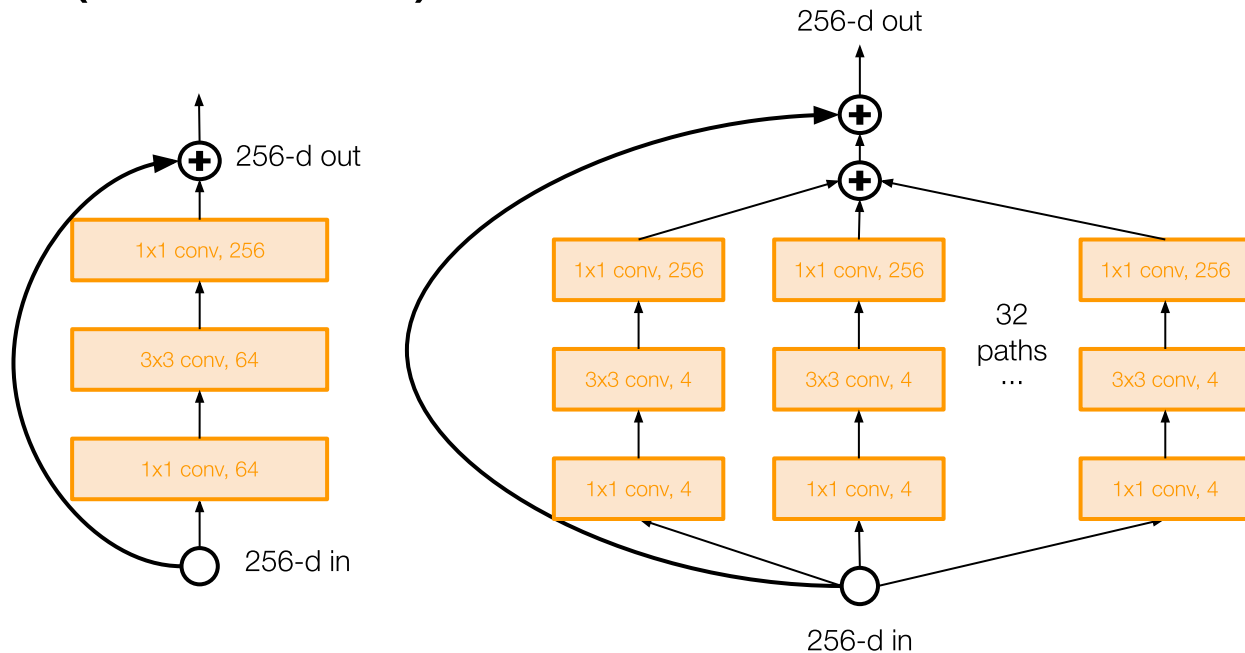 256-d out
1x1 conv, 256
3x3 conv, 64
1x1 conv, 64
256-d in
256-d out
1x1 conv, 256
1x1 conv, 256
1x1 conv, 256
32
paths
...
3x3 conv, 4
3x3 conv, 4
3x3 conv, 4
1x1 conv, 4
1x1 conv, 4
1x1 conv, 4
256-d in